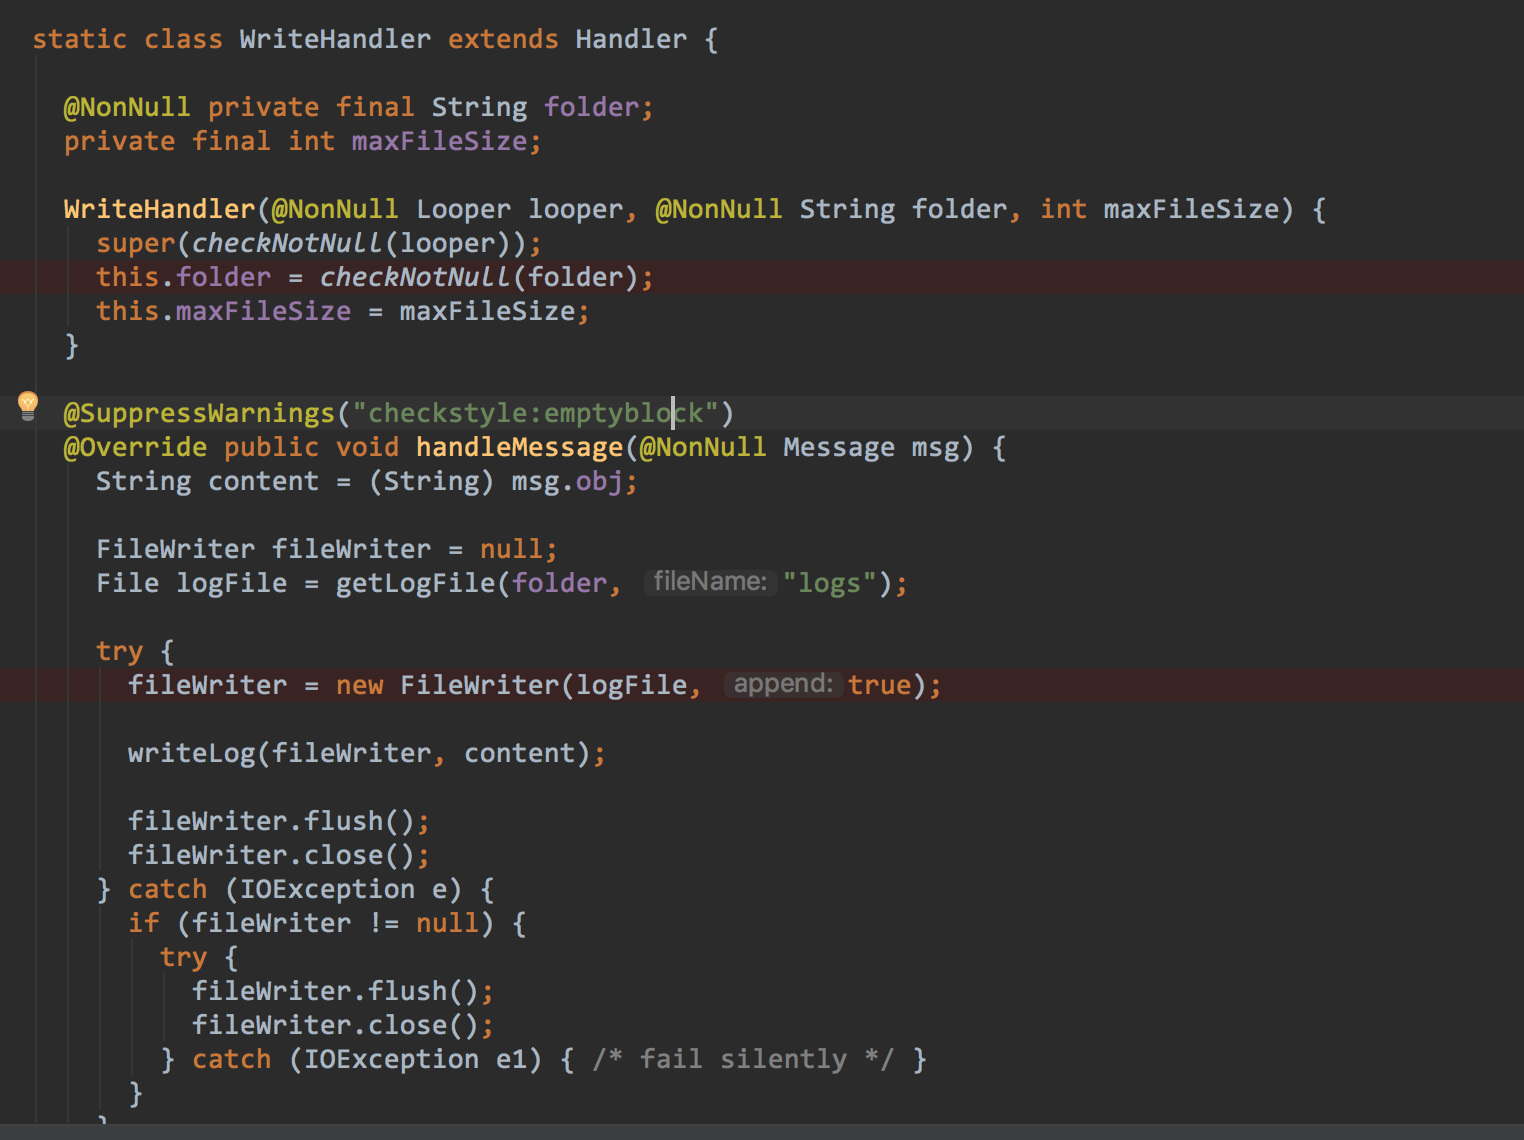 static class WriteHandler extends Handler {
@NonNull private final String folder;
private final int maxFileSize;
WriteHandler(@NonNull Looper looper, @NonNull String folder, int maxFileSize) {
super(checkNotNull(looper));
this.folder = checkNotNull(folder);
this.maxFileSize = maxFileSize;
}
@SuppressWarnings("checkstyle:emptyblock")
@Override public void handleMessage(@NonNull Message msg) {
String content = (String) msg.obj;
FileWriter fileWriter = null;
File logFile = getLogFile(folder, fileName: "logs");
try {
fileWriter = new FileWriter(logFile, append: true);
writeLog(fileWriter, content);
fileWriter.flush();
fileWriter.close();
} catch (IOException e) {
if (fileWriter != null) {
try {
fileWriter.flush();
fileWriter.close();
} catch (IOException e1) { /* fail silently */ }
}
}